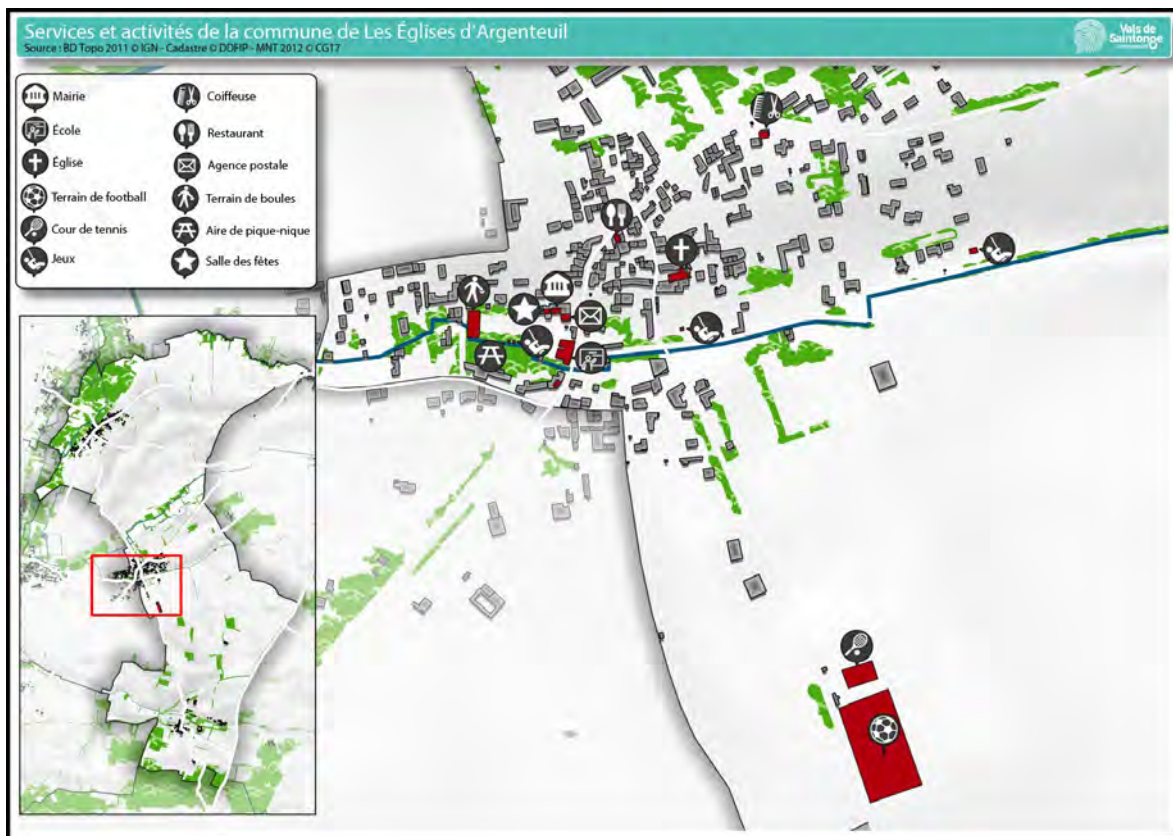 Services et activités de la commune de Les Églises d'Argenteuil
Source : BD Topo 2011 © IGN - Cadastre © DDFIP - MNT 2012 © CG17
Vals de
Saintonge
Mairie
Coiffeuse
École
Restaurant
Église
Agence postale
Terrain de football
Terrain de boules
Cour de tennis
Aire de pique-nique
Jeux
Salle des fêtes